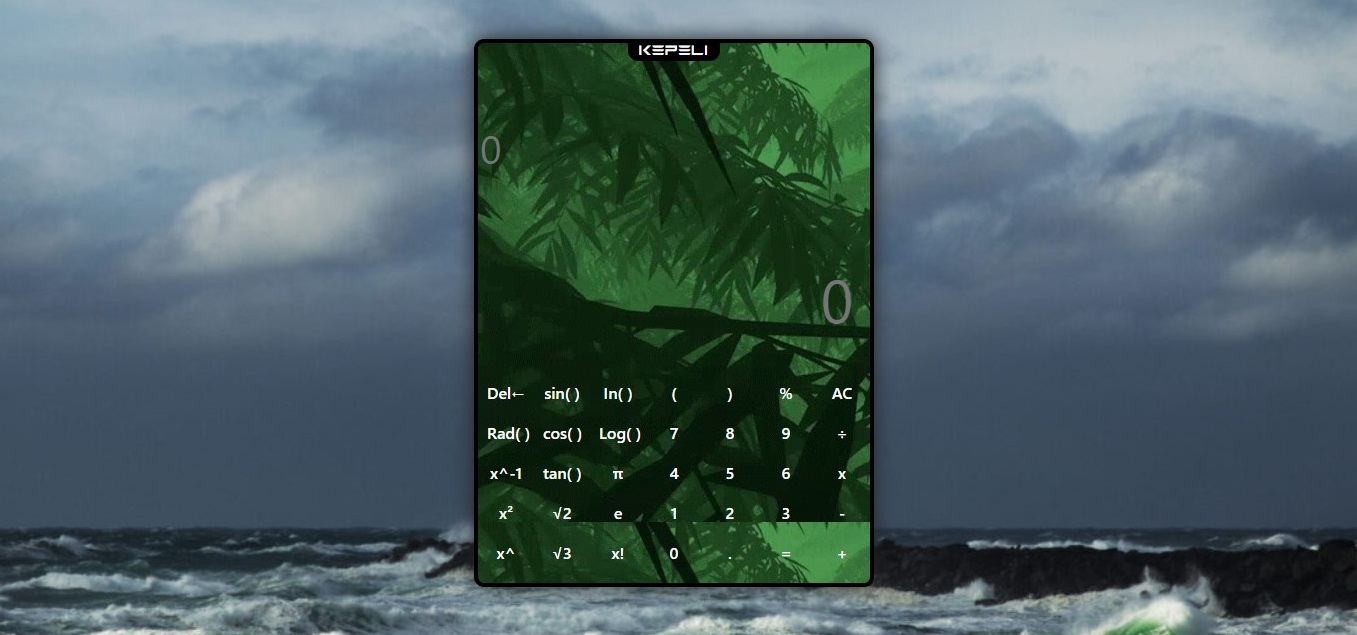 KEPELI
0
0
Del← sin( ) ln( ) ( ) % AC
Rad( ) cos( ) Log( ) 7 8 9 ÷
x^-1 tan( ) π 4 5 6 x
x² √2 e 1 2 3 -
x^ √3 x! 0 . = +